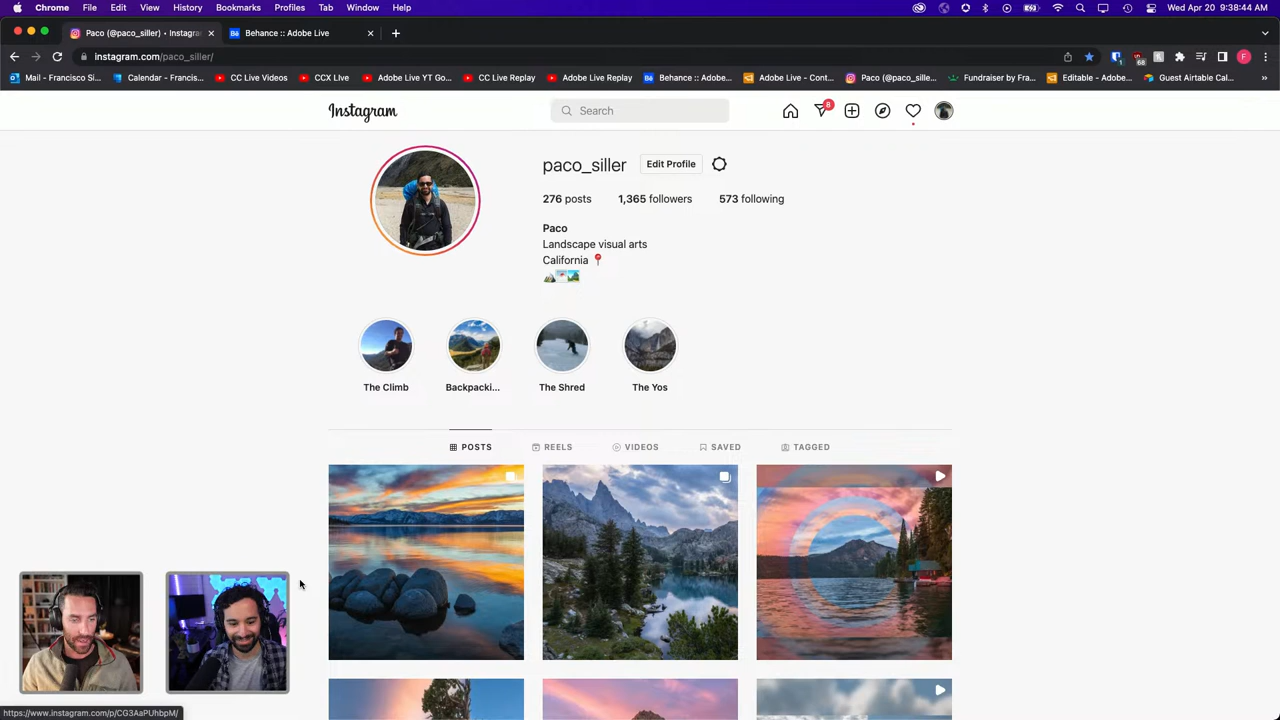 Chrome File Edit View History Bookmarks Profiles Tab Window Help
Wed Apr 20 9:38:44 AM
Paco (@paco_siller) • Instagra
Behance :: Adobe Live
instagram.com/paco_siller/
68
F
Mail - Francisco Si...
Calendar - Francis...
CC Live Videos
CCX Live
Adobe Live YT Go...
CC Live Replay
Adobe Live Replay
Behance :: Adobe...
Adobe Live - Cont...
Paco (@paco_sille...
Fundraiser by Fra...
Editable - Adobe...
Guest Airtable Cal...
Instagram
Search
8
paco_siller
Edit Profile
276 posts 1,365 followers 573 following
Paco
Landscape visual arts
California 📍
The Climb Backpacki... The Shred The Yos
POSTS REELS VIDEOS SAVED TAGGED
https://www.instagram.com/p/CG3AaPUhbpM/